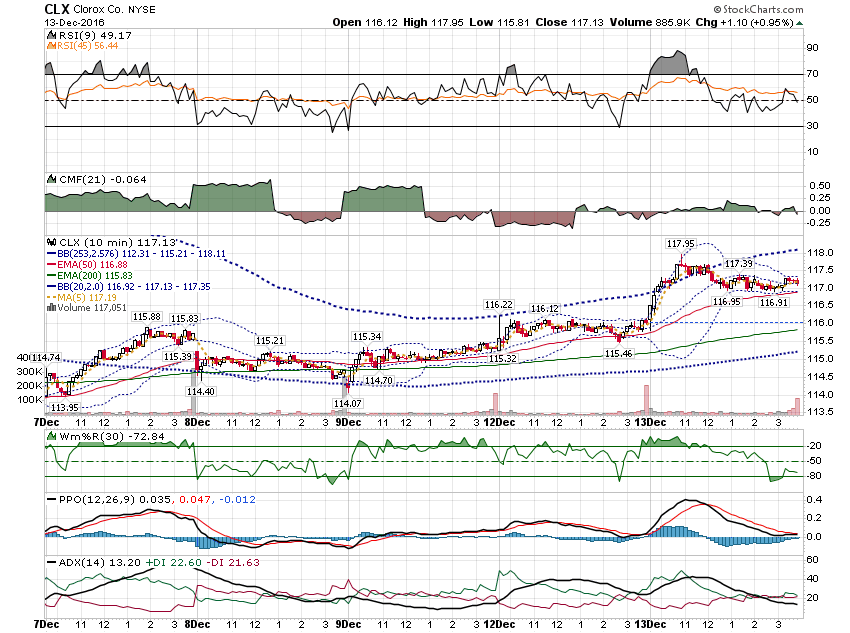 CLX Clorox Co. NYSE © StockCharts.com
13-Dec-2016 Open 116.12 High 117.95 Low 115.81 Close 117.13 Volume 885.9K Chg +1.10 (+0.95%)
RSI(9) 49.17
RSI(45) 56.44
90
70
50
30
10
CMF(21) -0.064
0.50
0.25
0.00
-0.25
CLX (10 min) 117.13
BB(253,2.576) 112.31 - 115.21 - 118.11
EMA(50) 116.88
EMA(200) 115.83
BB(20,2.0) 116.92 - 117.13 - 117.35
MA(5) 117.19
Volume 17,051
117.95
117.39
116.95
116.91
116.22
116.12
115.88
115.83
115.39
115.21
115.34
115.32
115.46
114.74
114.70
114.40
114.07
113.95
118.0
117.5
117.0
116.5
116.0
115.5
115.0
114.5
114.0
113.5
300K
200K
100K
7Dec 11 12 1 2 3 8Dec 11 12 1 2 3 9Dec 11 12 1 2 3 12Dec 11 12 1 2 3 13Dec 11 12 1 2 3
Wm%R(30) -72.84
-20
-50
-80
PPO(12,26,9) 0.035, 0.047, -0.012
0.4
0.2
0.0
ADX(14) 13.20 +DI 22.60 -DI 21.63
60
40
20
7Dec 11 12 1 2 3 8Dec 11 12 1 2 3 9Dec 11 12 1 2 3 12Dec 11 12 1 2 3 13Dec 11 12 1 2 3